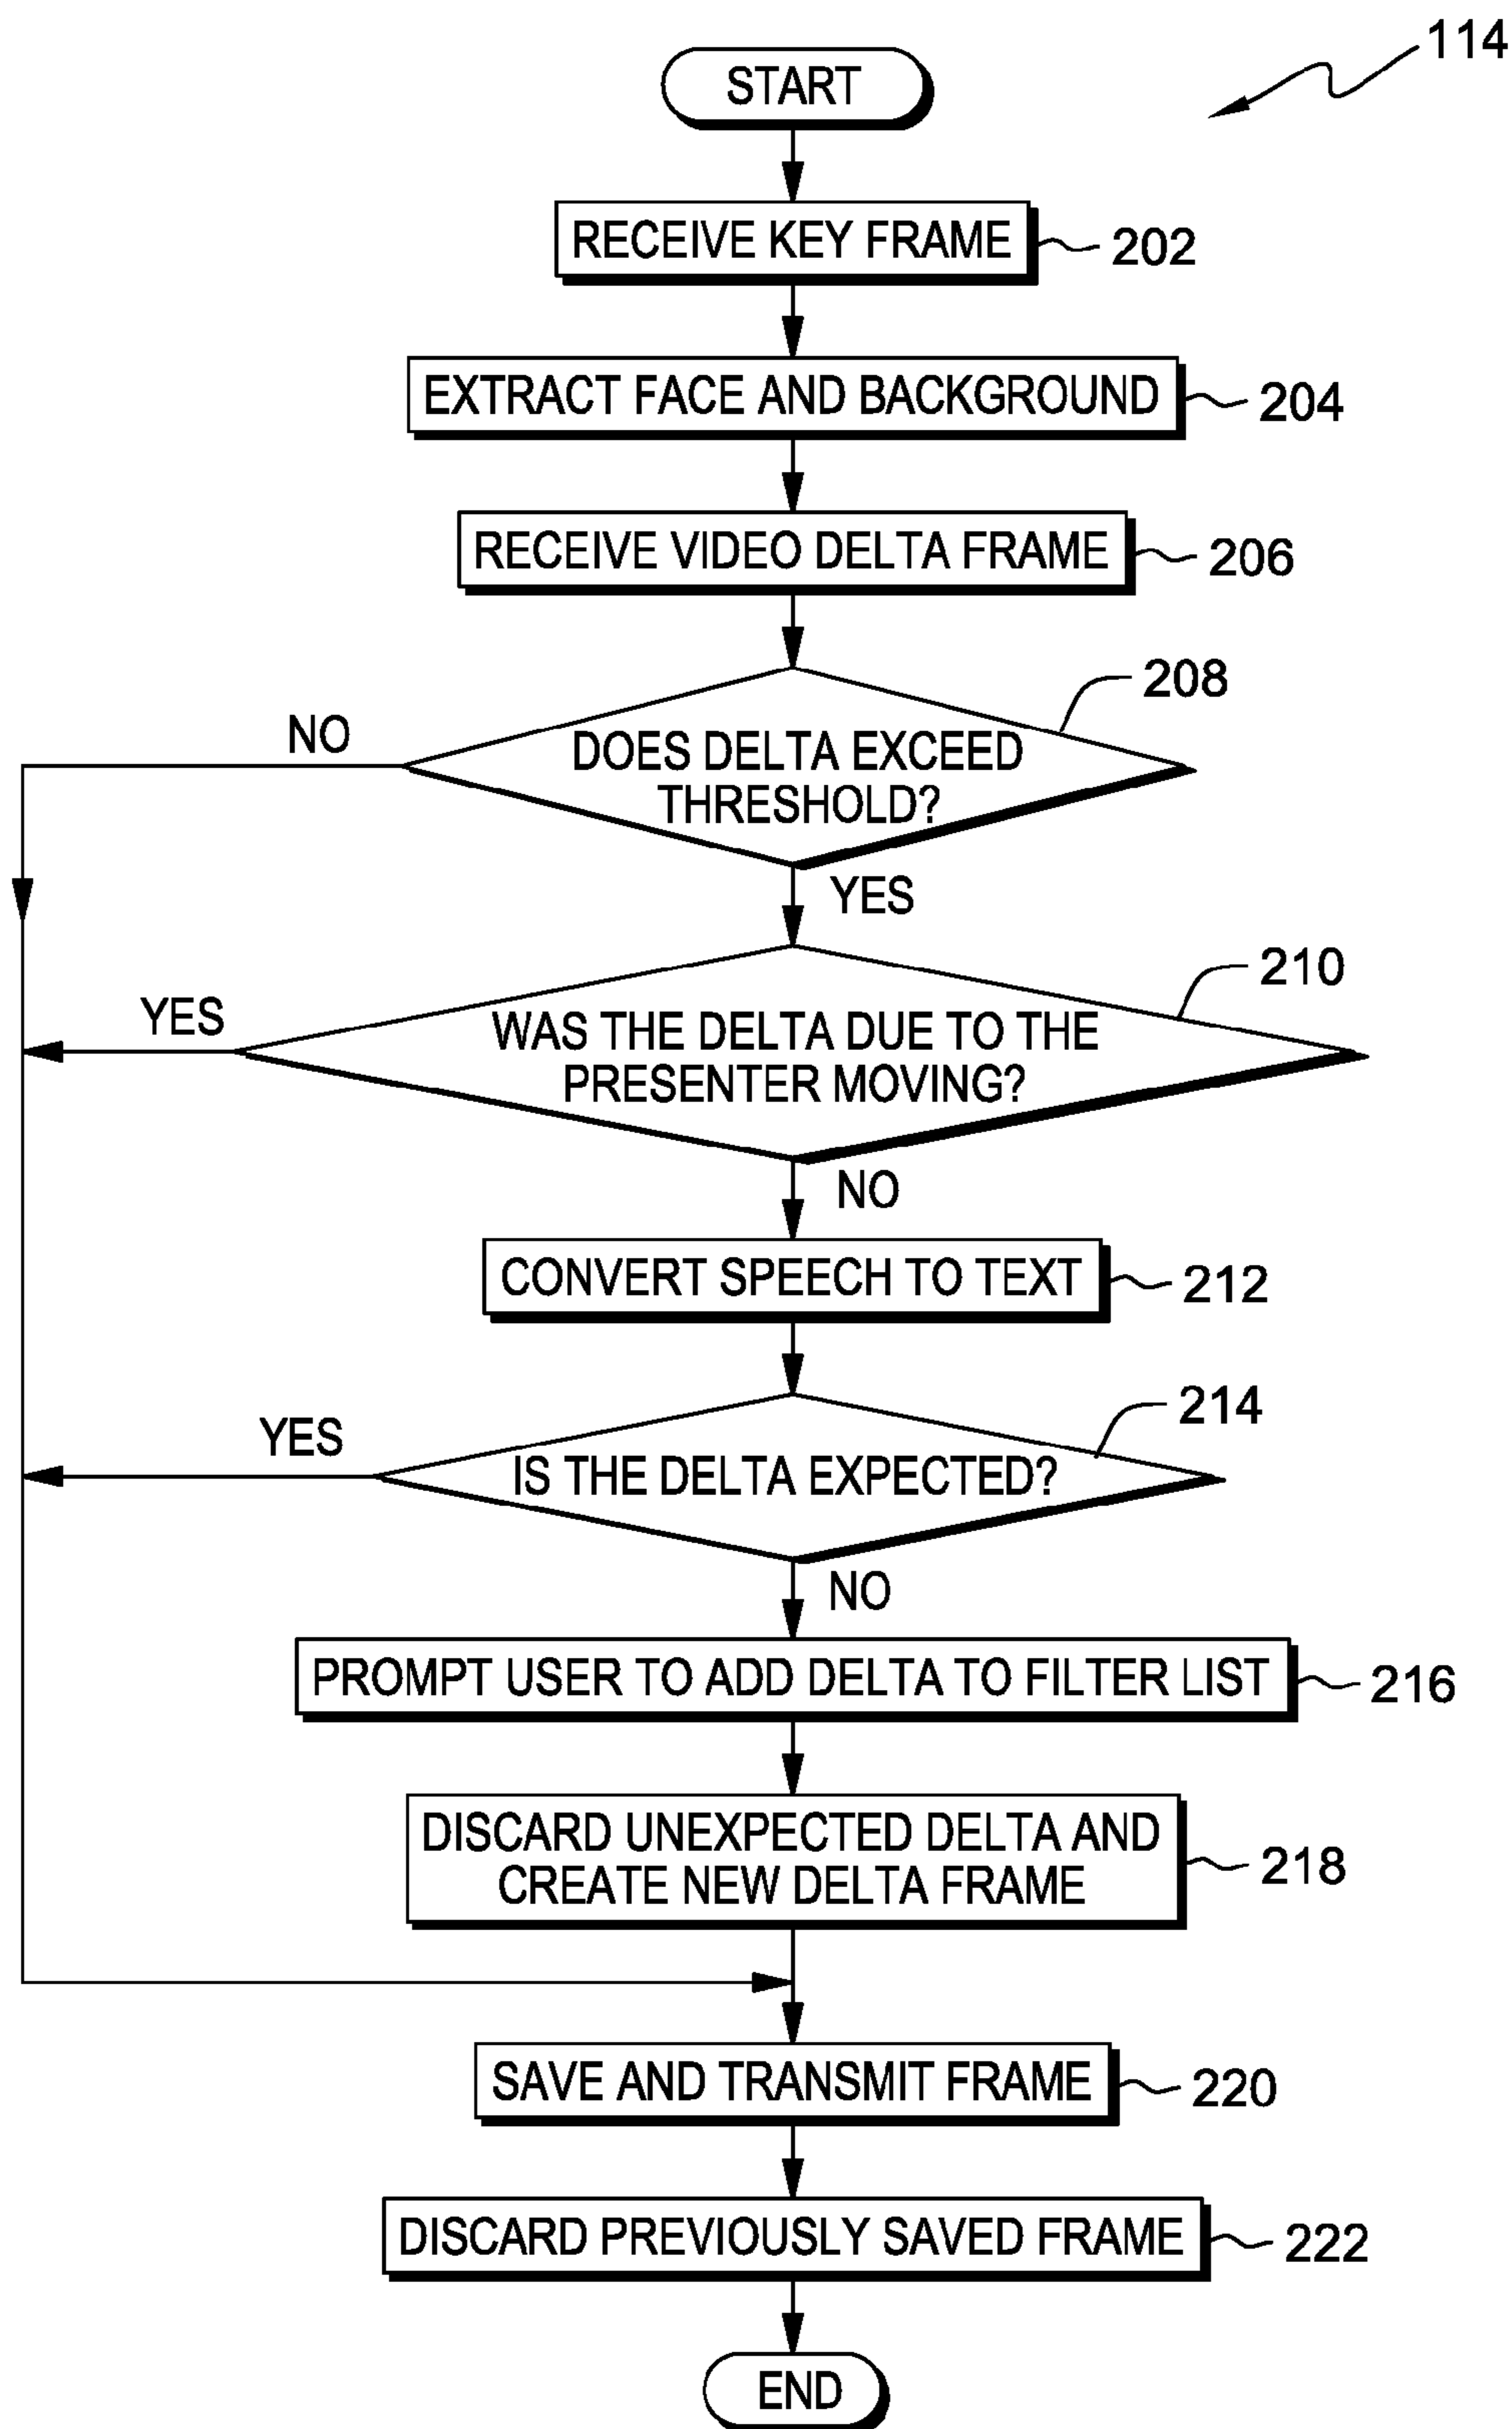 114
START
RECEIVE KEY FRAME
202
EXTRACT FACE AND BACKGROUND
204
RECEIVE VIDEO DELTA FRAME
206
208
NO
DOES DELTA EXCEED
THRESHOLD?
YES
210
YES
WAS THE DELTA DUE TO THE
PRESENTER MOVING?
NO
CONVERT SPEECH TO TEXT
212
214
YES
IS THE DELTA EXPECTED?
NO
PROMPT USER TO ADD DELTA TO FILTER LIST
216
DISCARD UNEXPECTED DELTA AND
CREATE NEW DELTA FRAME
218
SAVE AND TRANSMIT FRAME
220
DISCARD PREVIOUSLY SAVED FRAME
222
END